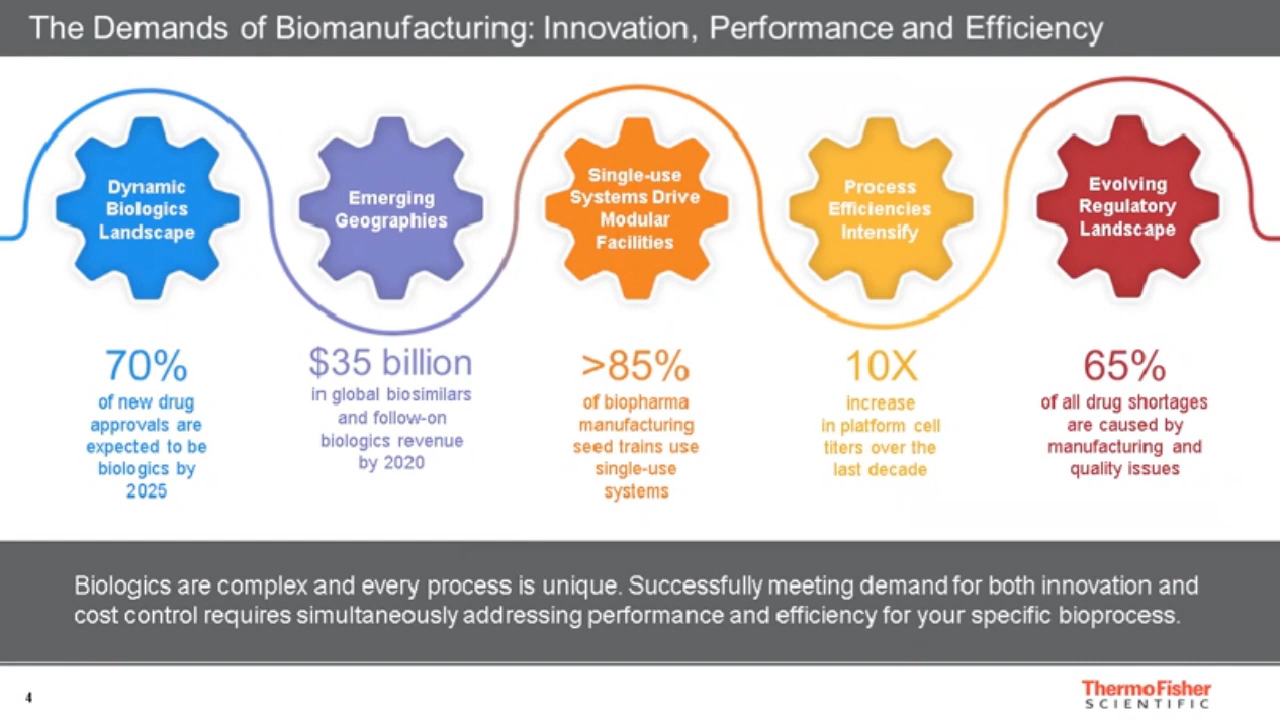 The Demands of Biomanufacturing: Innovation, Performance and Efficiency
Dynamic
Biologics
Landscape
70%
of new drug
approvals are
expected to be
biologics by
2025
Emerging
Geographies
$35 billion
in global biosimilars
and follow-on
biologics revenue
by 2020
Single-use
Systems Drive
Modular
Facilities
>85%
of biopharma
manufacturing
seed trains use
single-use
systems
Process
Efficiencies
Intensify
10X
increase
in platform cell
titers over the
last decade
Evolving
Regulatory
Landscape
65%
of all drug shortages
are caused by
manufacturing and
quality issues
Biologics are complex and every process is unique. Successfully meeting demand for both innovation and
cost control requires simultaneously addressing performance and efficiency for your specific bioprocess.
4
ThermoFisher
SCIENTIFIC